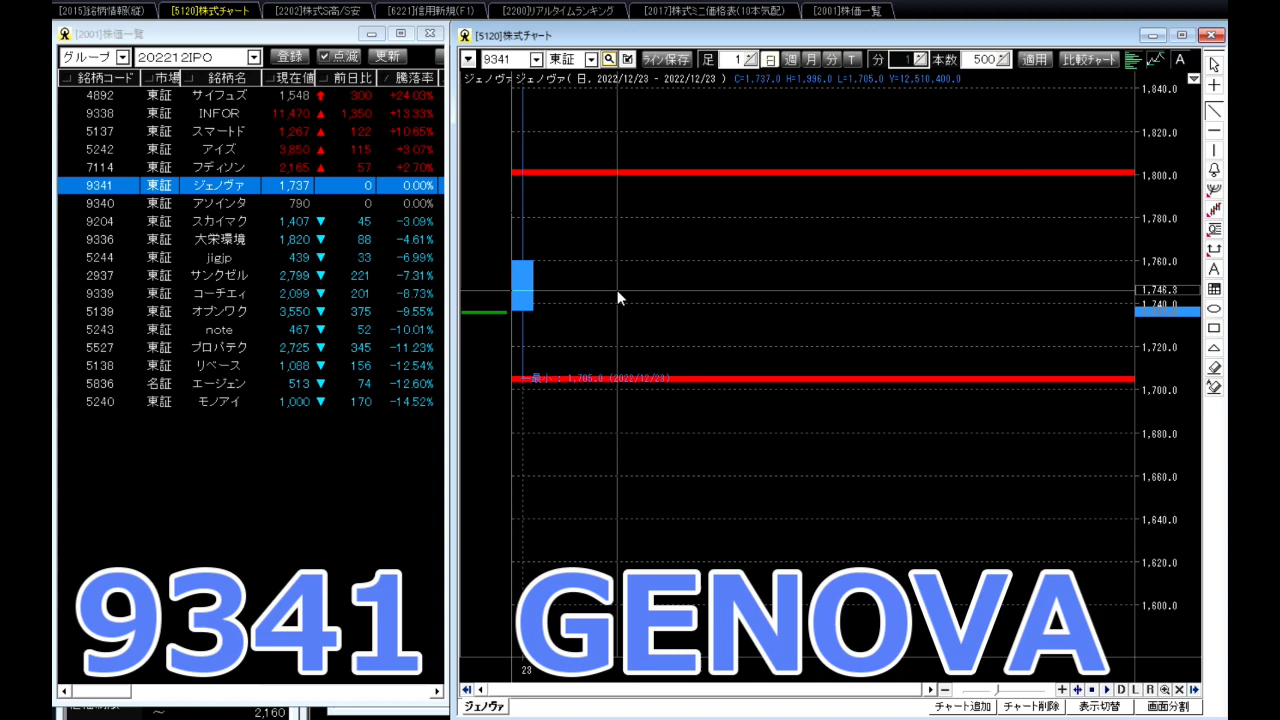 [2015]銘柄情報(縦) [5120]株式チャート [2202]株式S高/S安 [6221]信用新規(F1) [2200]リアルタイムランキング [2017]株式ミニ価格表(10本気配) [2001]株価一覧
[2001]株価一覧
グループ 202212IPO 登録 点滅 更新
銘柄コード 市場 銘柄名 現在値 前日比 騰落率
4892 東証 サイフュズ 1,548 300 +24.03%
9338 東証 INFOR 11,470 ▲ 1,350 +13.33%
5137 東証 スマートド 1,267 ▲ 122 +10.65%
5242 東証 アイズ 3,850 ▲ 115 +3.07%
7114 東証 フディソン 2,165 ▲ 57 +2.70%
9341 東証 ジェノヴァ 1,737 0 0.00%
9340 東証 アソインタ 790 0 0.00%
9204 東証 スカイマク 1,407 ▼ 45 -3.09%
9336 東証 大栄環境 1,820 ▼ 88 -4.61%
5244 東証 jigjp 439 ▼ 33 -6.99%
2937 東証 サンクゼル 2,799 ▼ 221 -7.31%
9339 東証 コーチエィ 2,099 ▼ 201 -8.73%
5139 東証 オプンワク 3,550 ▼ 375 -9.55%
5243 東証 note 467 ▼ 52 -10.01%
5527 東証 プロパテク 2,725 ▼ 345 -11.23%
5138 東証 リベース 1,088 ▼ 156 -12.54%
5836 名証 エージェン 513 ▼ 74 -12.60%
5240 東証 モノアイ 1,000 ▼ 170 -14.52%
9341
2,160
[5120]株式チャート
9341 東証 ライン保存 足 1 日 週 月 分 T 分 1 本数 500 適用 比較チャート A
ジェノヴァ ジェノヴァ( 日, 2022/12/23 - 2022/12/23 ) C=1,737.0 H=1,996.0 L=1,705.0 Y=12,510,400.0
1,840.0
1,820.0
1,800.0
1,780.0
1,760.0
1,746.3
1,740.0
1,720.0
←最小 : 1,705.0 (2022/12/23)
1,700.0
1,680.0
1,660.0
1,640.0
1,620.0
1,600.0
GENOVA
23
D L R
ジェノヴァ チャート追加 チャート削除 表示切替 画面分割